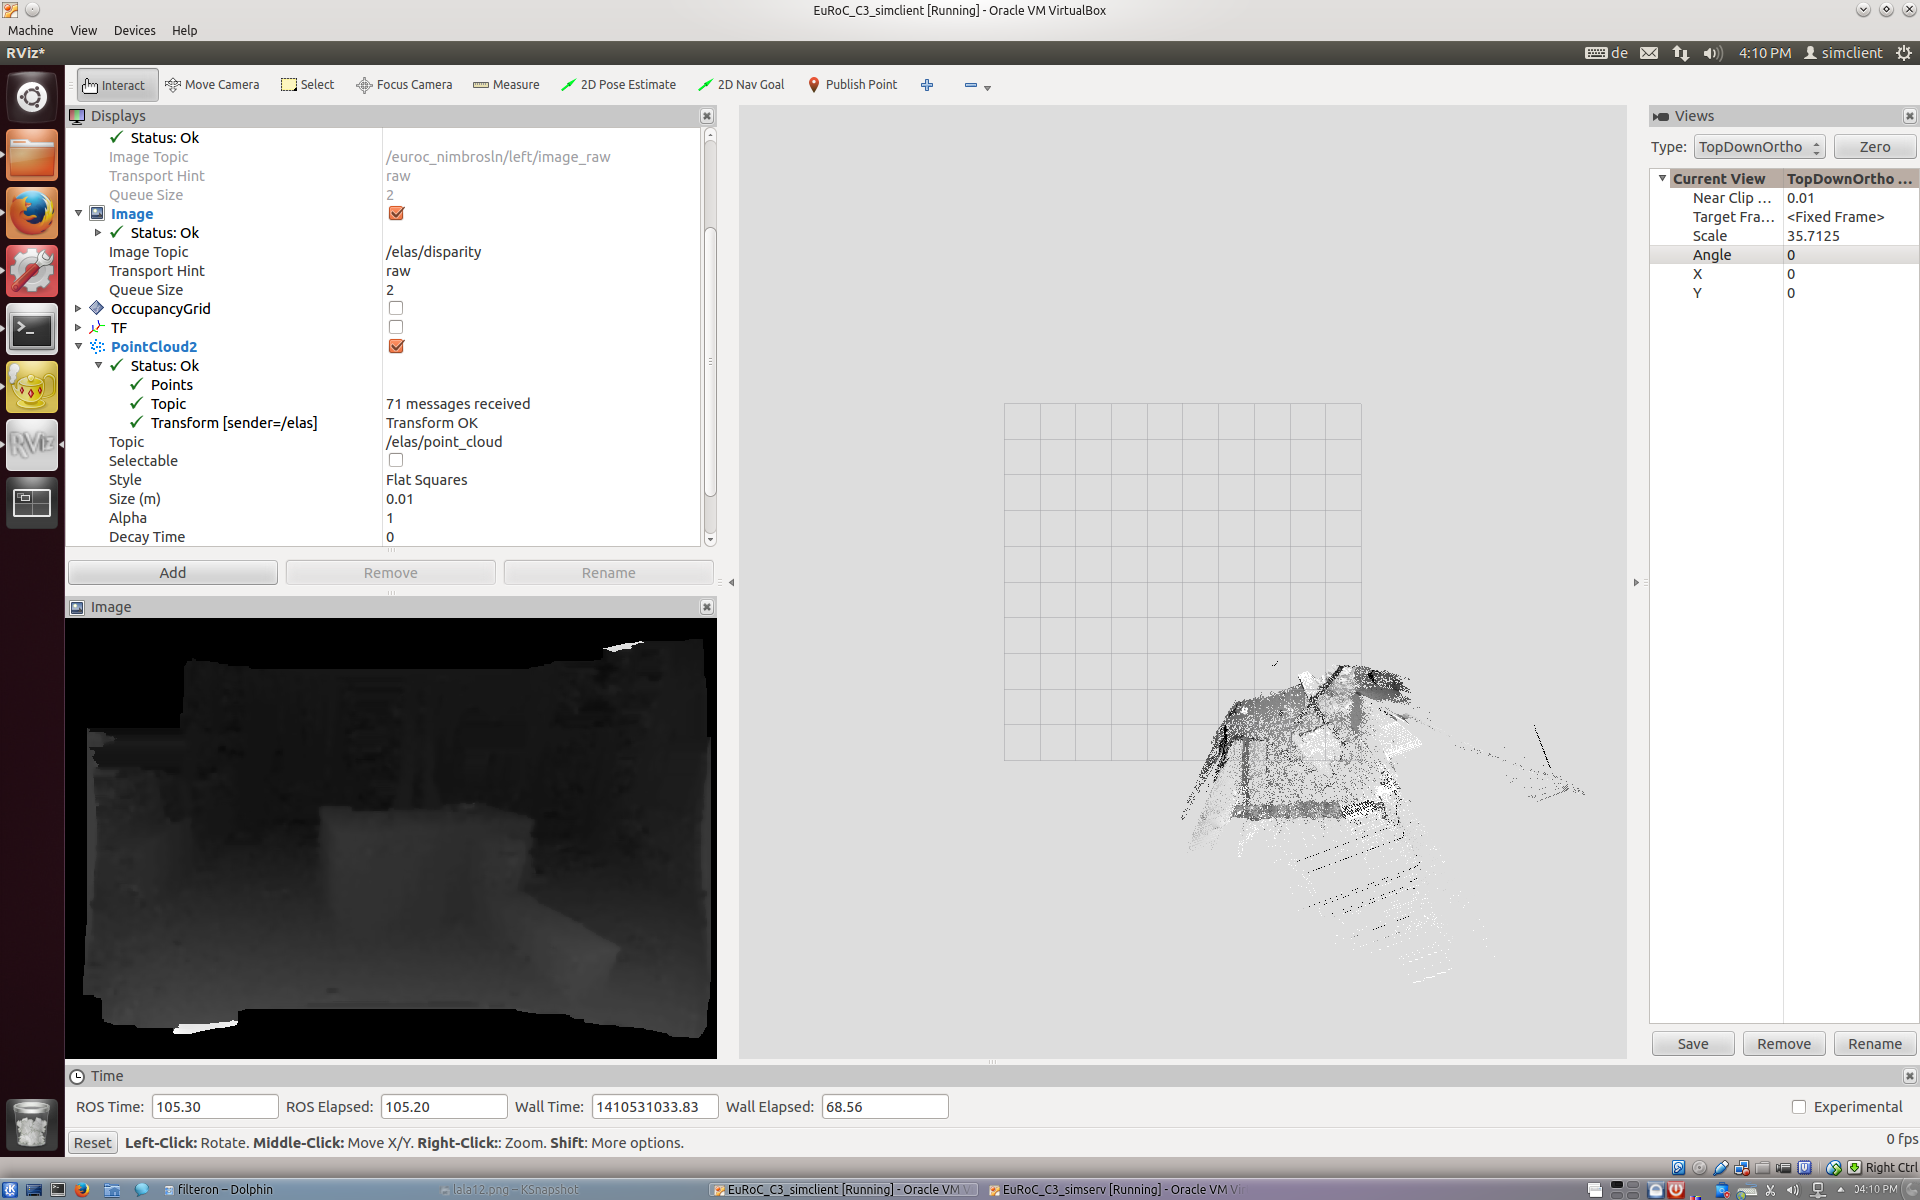 EuRoC_C3_simclient [Running] - Oracle VM VirtualBox
Machine View Devices Help
RViz* de 4:10 PM simclient
Interact Move Camera Select Focus Camera Measure 2D Pose Estimate 2D Nav Goal Publish Point
Displays
Status: Ok
Image Topic /euroc_nimbrosln/left/image_raw
Transport Hint raw
Queue Size 2
Image
Status: Ok
Image Topic /elas/disparity
Transport Hint raw
Queue Size 2
OccupancyGrid
TF
PointCloud2
Status: Ok
Points
Topic 71 messages received
Transform [sender=/elas] Transform OK
Topic /elas/point_cloud
Selectable
Style Flat Squares
Size (m) 0.01
Alpha 1
Decay Time 0
Add Remove Rename
Image
Views
Type: TopDownOrtho Zero
Current View TopDownOrtho ...
Near Clip ... 0.01
Target Fra... <Fixed Frame>
Scale 35.7125
Angle 0
X 0
Y 0
Save Remove Rename
Time
ROS Time: 105.30 ROS Elapsed: 105.20 Wall Time: 1410531033.83 Wall Elapsed: 68.56 Experimental
Reset Left-Click: Rotate. Middle-Click: Move X/Y. Right-Click:: Zoom. Shift: More options. 0 fps
Right Ctrl
filteron – Dolphin lala12.png – KSnapshot EuRoC_C3_simclient [Running] - Oracle VM V EuRoC_C3_simserv [Running] - Oracle VM Vir 04:10 PM